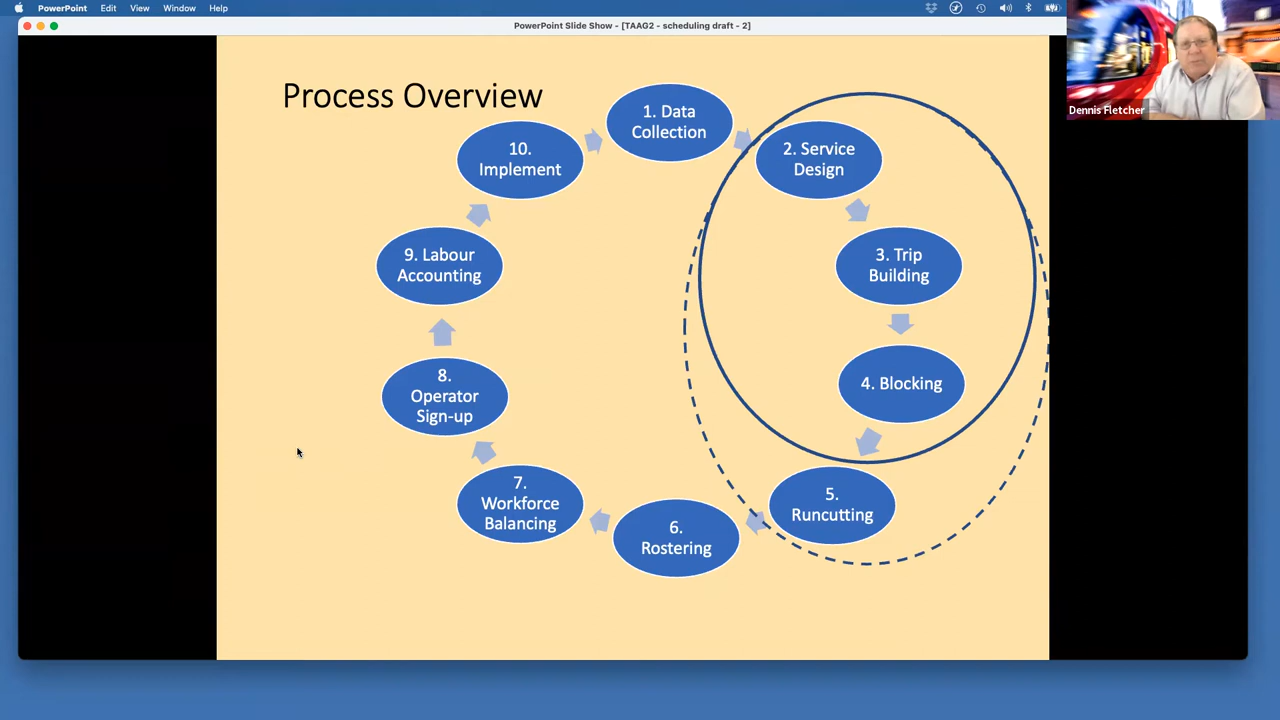 PowerPoint Edit View Window Help
PowerPoint Slide Show - [TAAG2 - scheduling draft - 2]
Dennis Fletcher
Process Overview
1. Data
Collection
2. Service
Design
3. Trip
Building
4. Blocking
5.
Runcutting
6.
Rostering
7.
Workforce
Balancing
8.
Operator
Sign-up
9. Labour
Accounting
10.
Implement